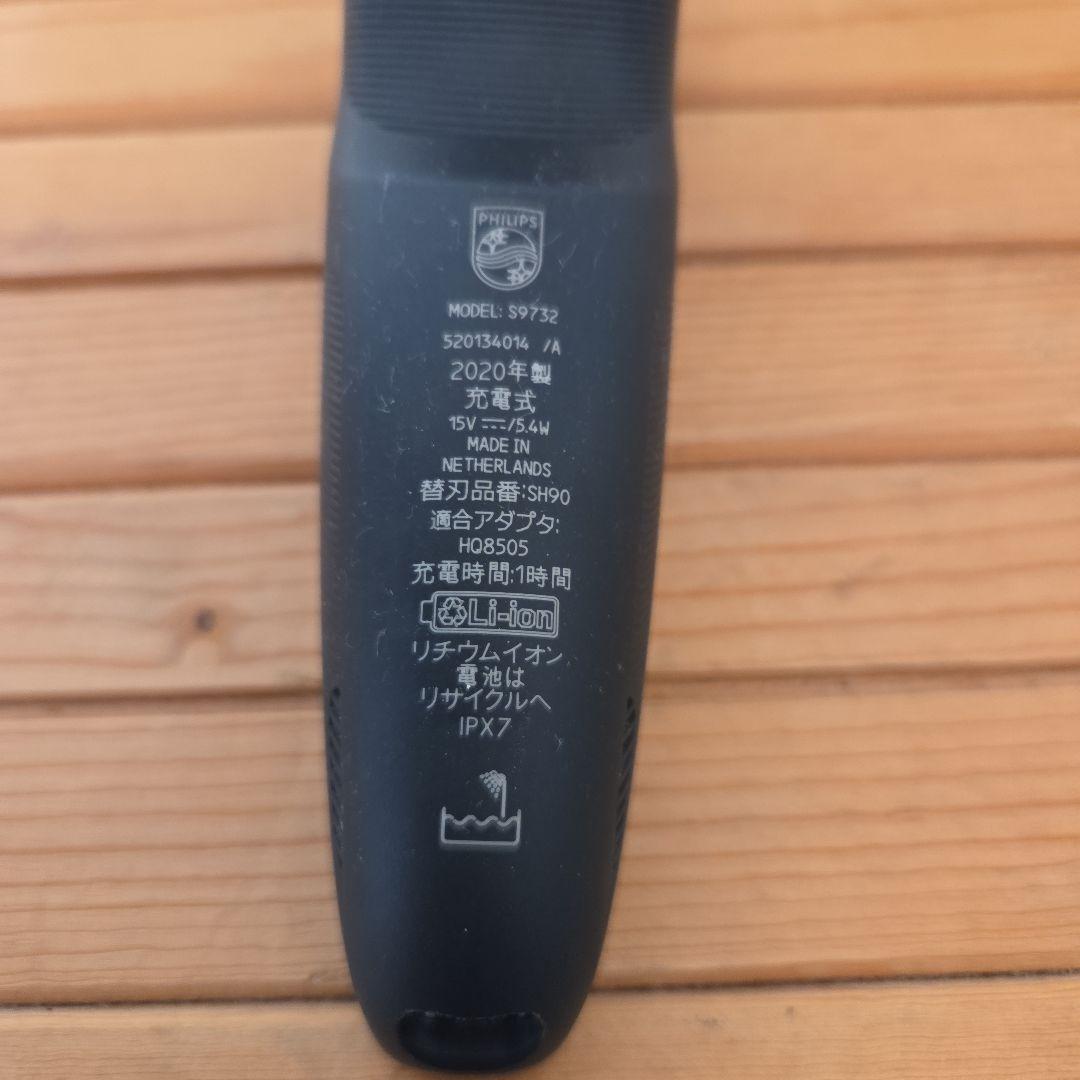 PHILIPS
MODEL: S9732
520134014 /A
2020年製
充電式
15V ⎓/5.4W
MADE IN
NETHERLANDS
替刃品番:SH90
適合アダプタ:
HQ8505
充電時間:1時間
Li-ion
リチウムイオン
電池は
リサイクルへ
IPX7